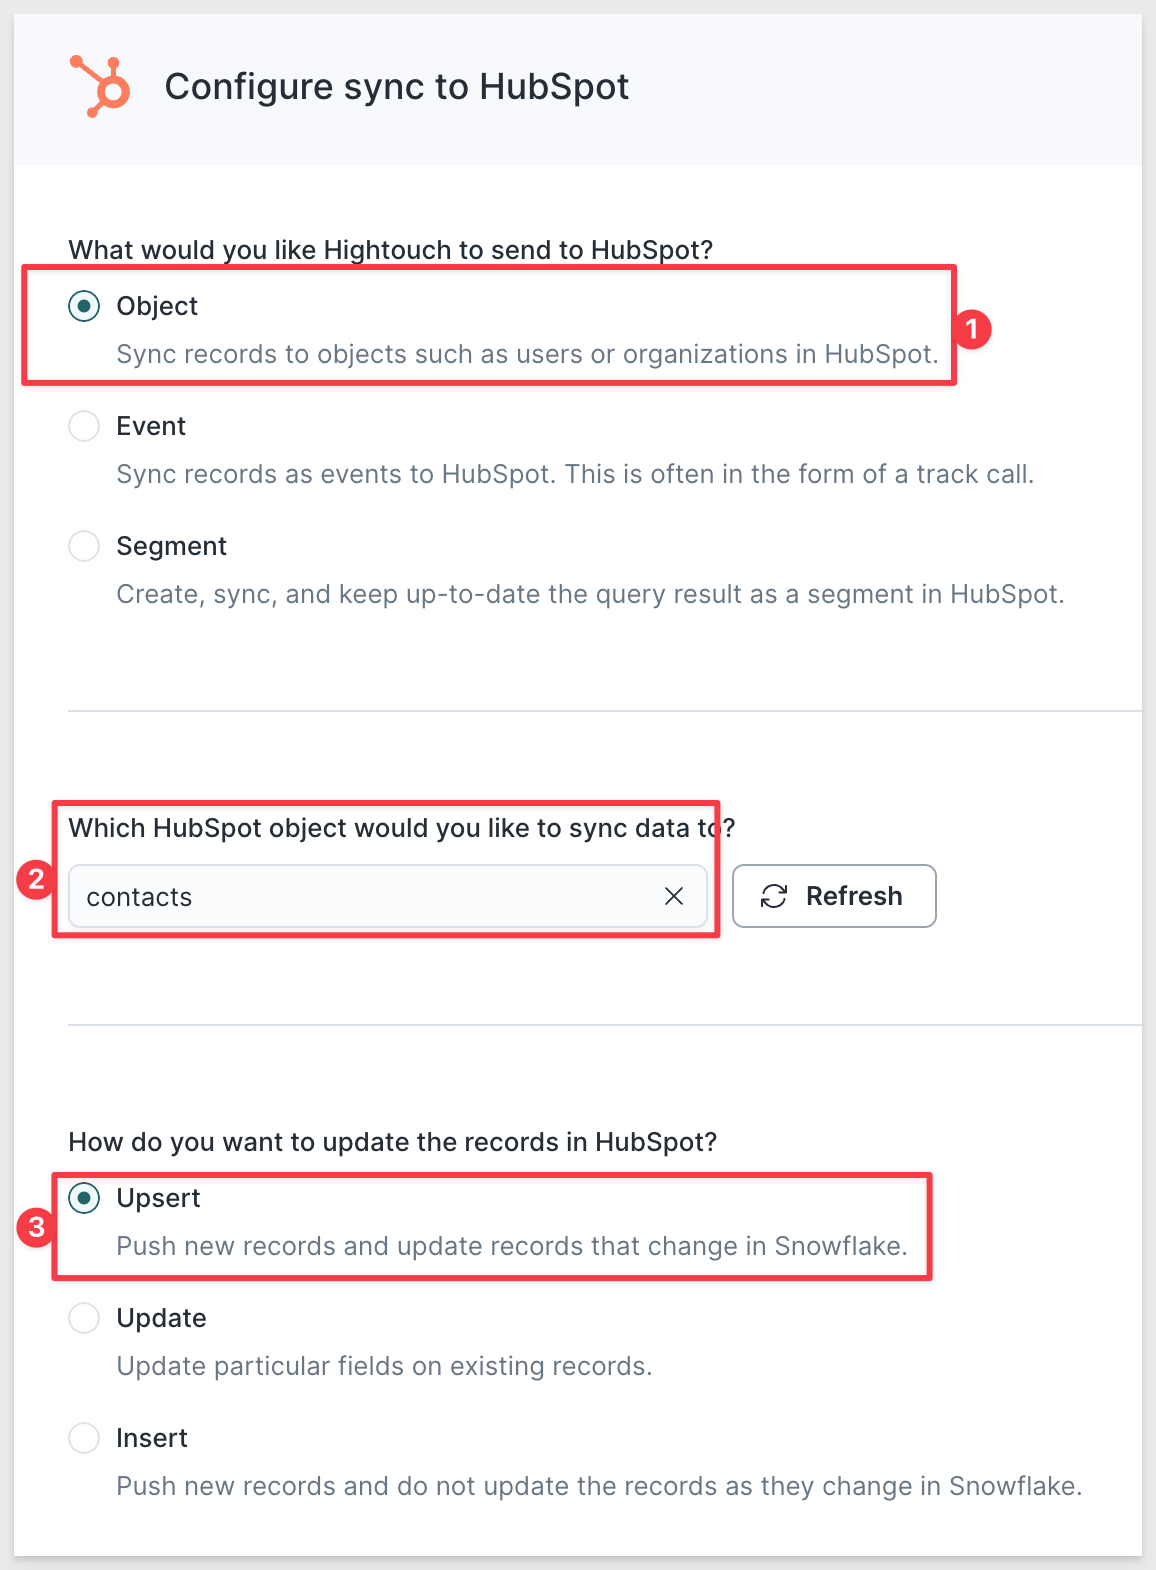 Configure sync to HubSpot
What would you like Hightouch to send to HubSpot?
Object
Sync records to objects such as users or organizations in HubSpot.
1
Event
Sync records as events to HubSpot. This is often in the form of a track call.
Segment
Create, sync, and keep up-to-date the query result as a segment in HubSpot.
Which HubSpot object would you like to sync data to?
2
contacts
Refresh
How do you want to update the records in HubSpot?
Upsert
3
Push new records and update records that change in Snowflake.
Update
Update particular fields on existing records.
Insert
Push new records and do not update the records as they change in Snowflake.